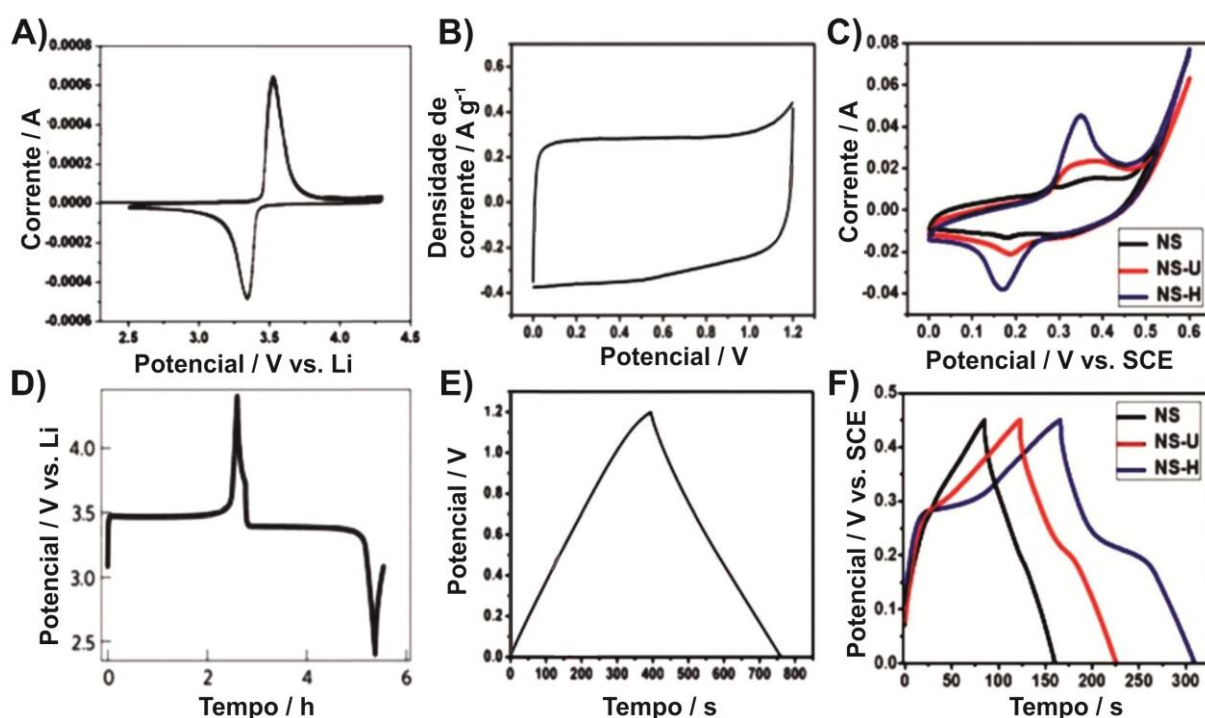 A)
0.0008
0.0006
0.0004
0.0002
0.0000
-0.0002
-0.0004
-0.0006
Corrente / A
2.5 3.0 3.5 4.0 4.5
Potencial / V vs. Li
B)
0.6
0.4
0.2
0.0
-0.2
-0.4
Densidade de
corrente / A g⁻¹
0.0 0.2 0.4 0.6 0.8 1.0 1.2
Potencial / V
C)
0.08
0.06
0.04
0.02
0.00
-0.02
-0.04
Corrente / A
NS
NS-U
NS-H
0.0 0.1 0.2 0.3 0.4 0.5 0.6
Potencial / V vs. SCE
D)
4.0
3.5
3.0
2.5
Potencial / V vs. Li
0 2 4 6
Tempo / h
E)
1.2
1.0
0.8
0.6
0.4
0.2
0.0
Potencial / V
0 100 200 300 400 500 600 700 800
Tempo / s
F)
0.5
0.4
0.3
0.2
0.1
0.0
Potencial / V vs. SCE
NS
NS-U
NS-H
0 50 100 150 200 250 300
Tempo / s